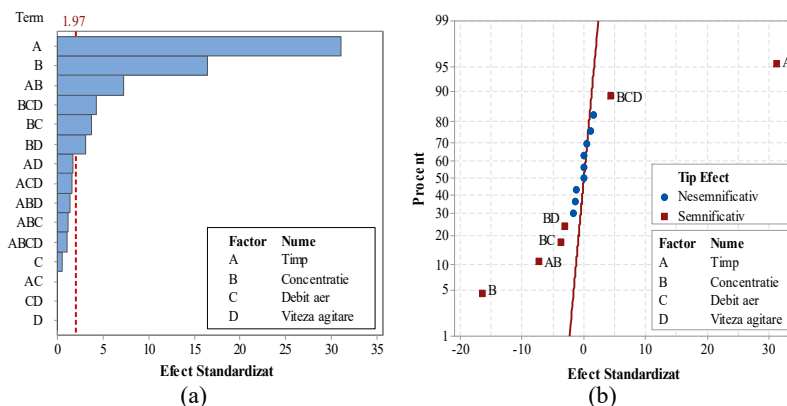 Term
1.97
A
B
AB
BCD
BC
BD
AD
ACD
ABD
ABC
ABCD
C
AC
CD
D
Factor Nume
A Timp
B Concentratie
C Debit aer
D Viteza agitare
0 5 10 15 20 25 30 35
Efect Standardizat
(a)
Procent
99
95
90
80
70
60
50
40
30
20
10
5
1
A
BCD
BD
BC
AB
B
Tip Efect
Nesemnificativ
Semnificativ
Factor Nume
A Timp
B Concentratie
C Debit aer
D Viteza agitare
-20 -10 0 10 20 30
Efect Standardizat
(b)